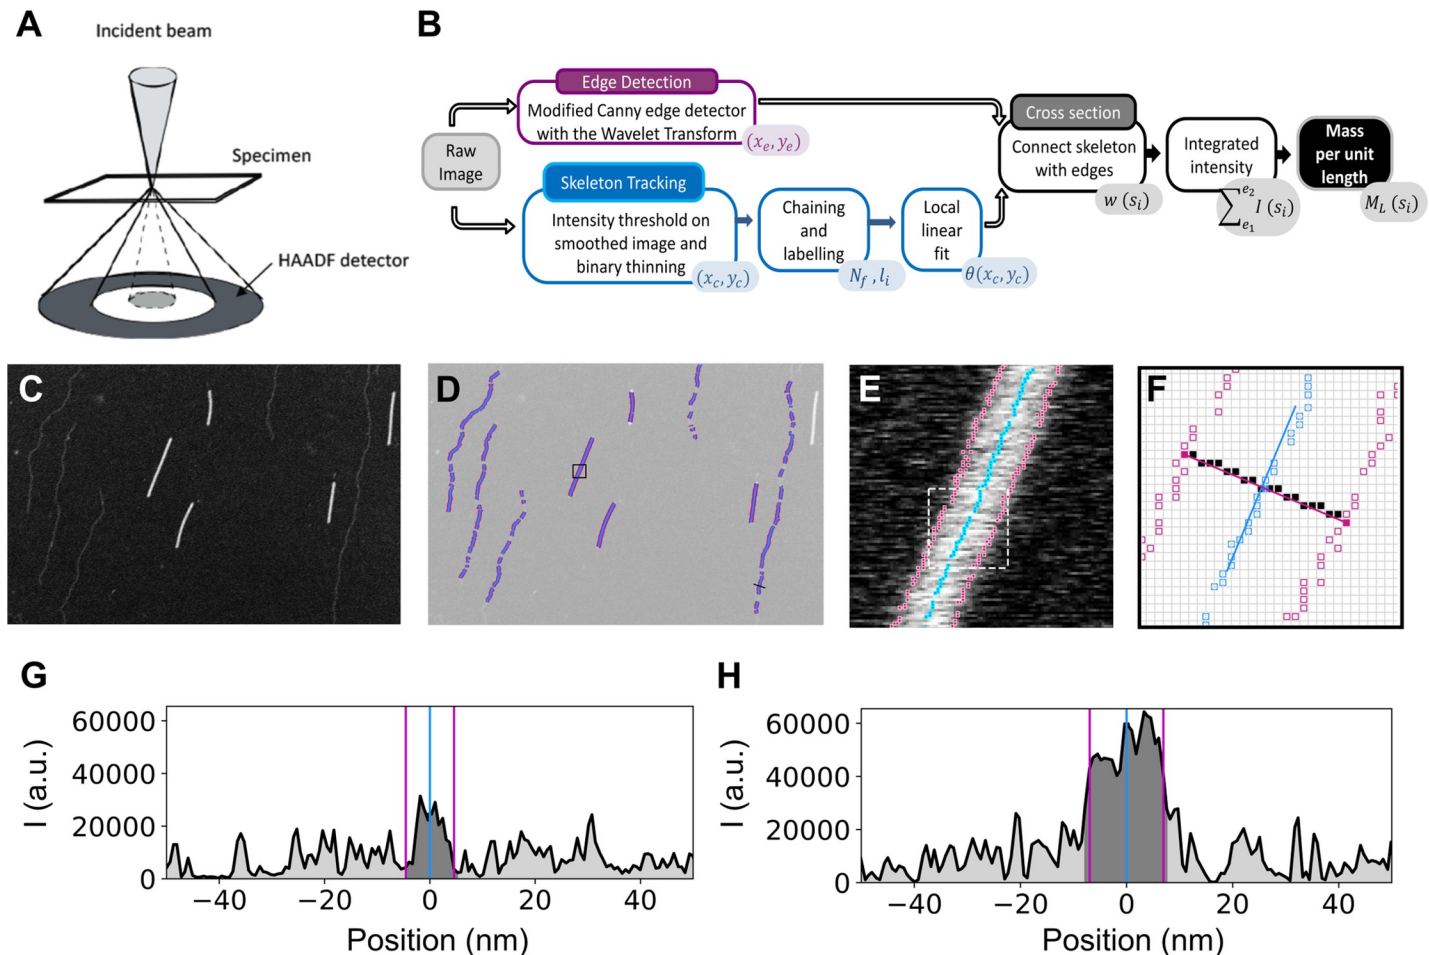 A
Incident beam
Specimen
HAADF detector
B
Raw
Image
Edge Detection
Modified Canny edge detector
with the Wavelet Transform
(x_e, y_e)
Skeleton Tracking
Intensity threshold on
smoothed image and
binary thinning
(x_c, y_c)
Chaining
and
labelling
N_f , l_i
Local
linear
fit
θ(x_c, y_c)
Cross section
Connect skeleton
with edges
w (s_i)
Integrated
intensity
∑_{e_1}^{e_2} I (s_i)
Mass
per unit
length
M_L (s_i)
C
D
E
F
G
60000
40000
20000
0
I (a.u.)
−40 −20 0 20 40
Position (nm)
H
60000
40000
20000
0
I (a.u.)
−40 −20 0 20 40
Position (nm)